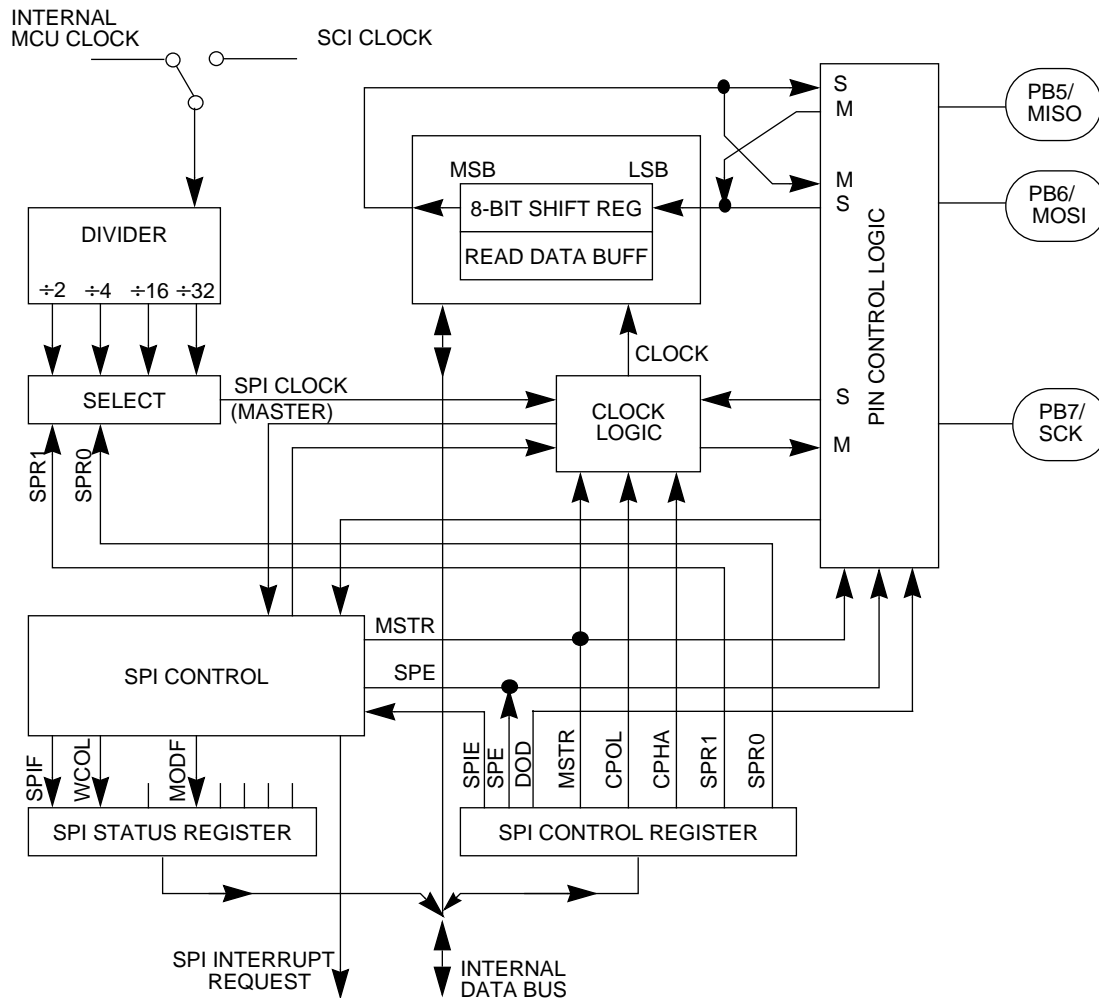 INTERNAL
MCU CLOCK
SCI CLOCK
S
M
PB5/
MISO
MSB
LSB
M
S
8-BIT SHIFT REG
READ DATA BUFF
PB6/
MOSI
DIVIDER
÷2 ÷4 ÷16 ÷32
PIN CONTROL LOGIC
CLOCK
SELECT
SPI CLOCK
(MASTER)
CLOCK
LOGIC
S
M
PB7/
SCK
SPR1
SPR0
MSTR
SPI CONTROL
SPE
SPIF
WCOL
MODF
SPIE
SPE
DOD
MSTR
CPOL
CPHA
SPR1
SPR0
SPI STATUS REGISTER
SPI CONTROL REGISTER
SPI INTERRUPT
REQUEST
INTERNAL
DATA BUS